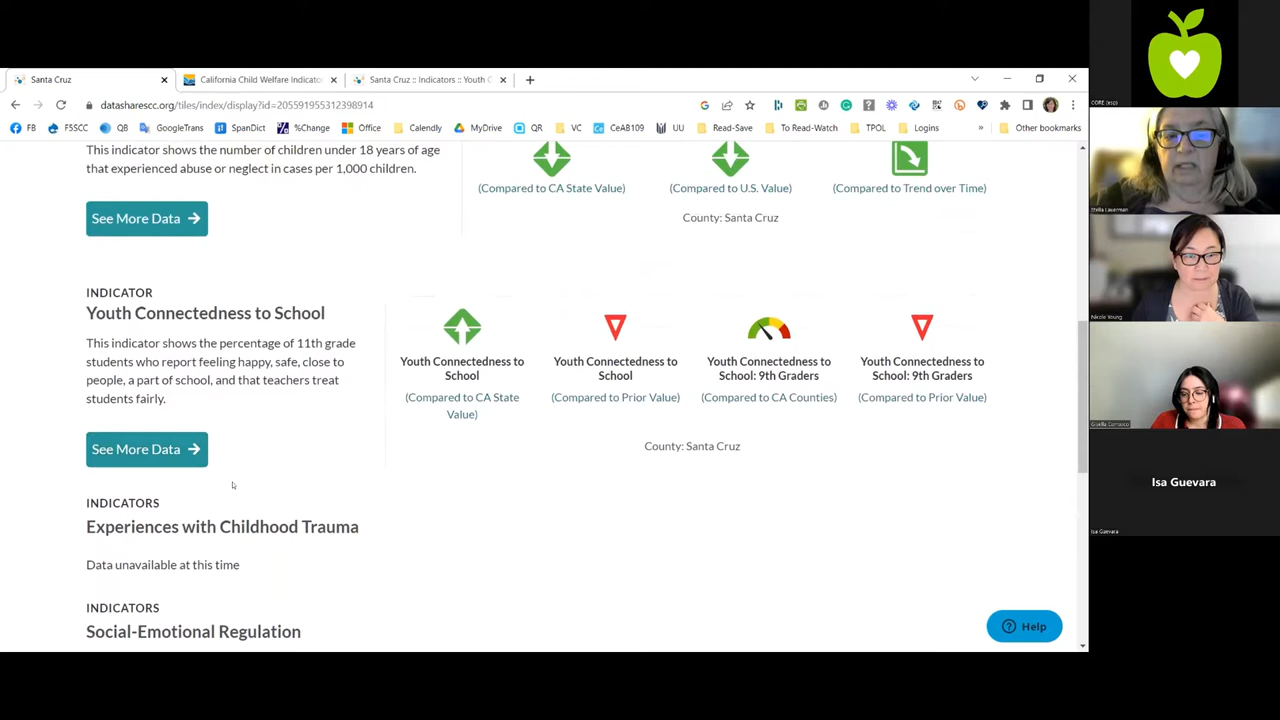 Santa Cruz
California Child Welfare Indicator
Santa Cruz :: Indicators :: Youth C
datasharescc.org/tiles/index/display?id=205591955312398914
FB
F5SCC
QB
GoogleTrans
SpanDict
%Change
Office
Calendly
MyDrive
QR
VC
CeAB109
UU
Read-Save
To Read-Watch
TPOL
Logins
»
Other bookmarks
This indicator shows the number of children under 18 years of age
that experienced abuse or neglect in cases per 1,000 children.
See More Data
(Compared to CA State Value)
(Compared to U.S. Value)
(Compared to Trend over Time)
County: Santa Cruz
INDICATOR
Youth Connectedness to School
This indicator shows the percentage of 11th grade
students who report feeling happy, safe, close to
people, a part of school, and that teachers treat
students fairly.
See More Data
Youth Connectedness to
School
(Compared to CA State
Value)
Youth Connectedness to
School
(Compared to Prior Value)
Youth Connectedness to
School: 9th Graders
(Compared to CA Counties)
Youth Connectedness to
School: 9th Graders
(Compared to Prior Value)
County: Santa Cruz
INDICATORS
Experiences with Childhood Trauma
Data unavailable at this time
INDICATORS
Social-Emotional Regulation
Help
CORE (esp)
Nicole Young
Isa Guevara
Isa Guevara